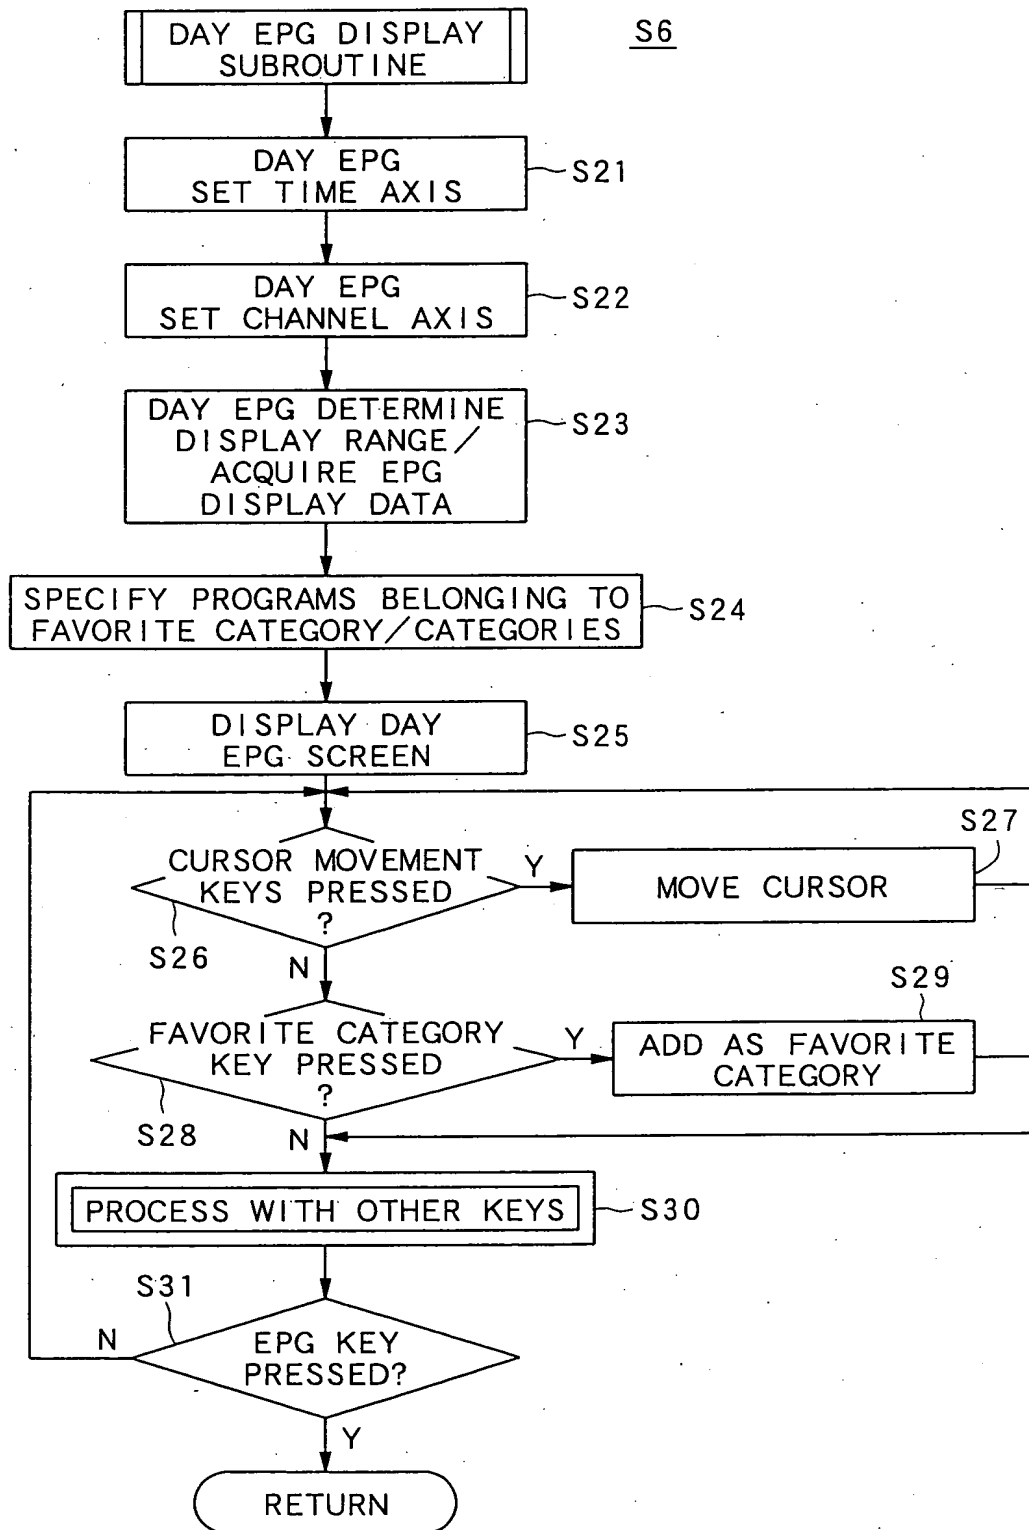 DAY EPG DISPLAY
SUBROUTINE
S6
DAY EPG
SET TIME AXIS
S21
DAY EPG
SET CHANNEL AXIS
S22
DAY EPG DETERMINE
DISPLAY RANGE/
ACQUIRE EPG
DISPLAY DATA
S23
SPECIFY PROGRAMS BELONGING TO
FAVORITE CATEGORY/CATEGORIES
S24
DISPLAY DAY
EPG SCREEN
S25
CURSOR MOVEMENT
KEYS PRESSED
?
S26
Y
N
MOVE CURSOR
S27
FAVORITE CATEGORY
KEY PRESSED
?
S28
Y
N
ADD AS FAVORITE
CATEGORY
S29
PROCESS WITH OTHER KEYS
S30
S31
N
EPG KEY
PRESSED?
Y
RETURN